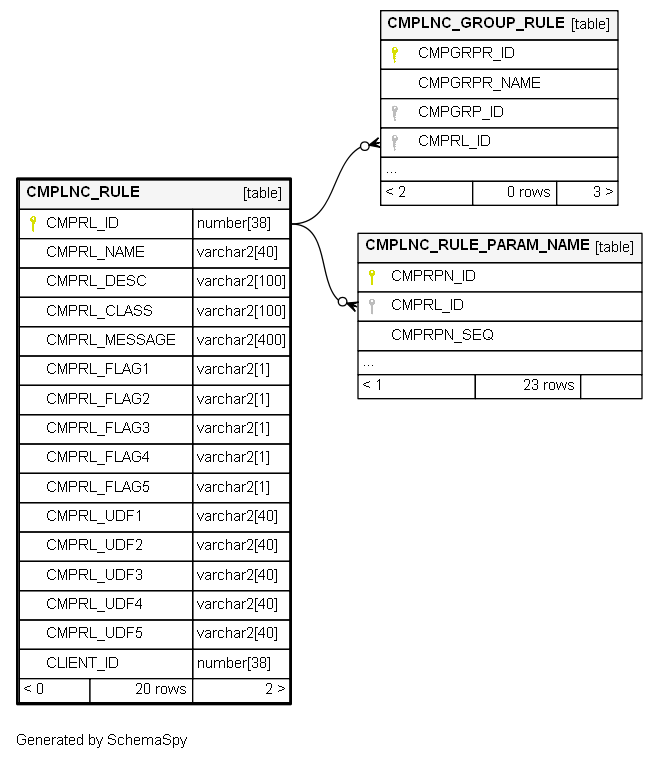 CMPLNC_GROUP_RULE [table]
CMPGRPR_ID
CMPGRPR_NAME
CMPGRP_ID
CMPRL_ID
...
< 2 0 rows 3 >
CMPLNC_RULE [table]
CMPRL_ID number[38]
CMPRL_NAME varchar2[40]
CMPRL_DESC varchar2[100]
CMPRL_CLASS varchar2[100]
CMPRL_MESSAGE varchar2[400]
CMPRL_FLAG1 varchar2[1]
CMPRL_FLAG2 varchar2[1]
CMPRL_FLAG3 varchar2[1]
CMPRL_FLAG4 varchar2[1]
CMPRL_FLAG5 varchar2[1]
CMPRL_UDF1 varchar2[40]
CMPRL_UDF2 varchar2[40]
CMPRL_UDF3 varchar2[40]
CMPRL_UDF4 varchar2[40]
CMPRL_UDF5 varchar2[40]
CLIENT_ID number[38]
< 0 20 rows 2 >
CMPLNC_RULE_PARAM_NAME [table]
CMPRPN_ID
CMPRL_ID
CMPRPN_SEQ
...
< 1 23 rows
Generated by SchemaSpy